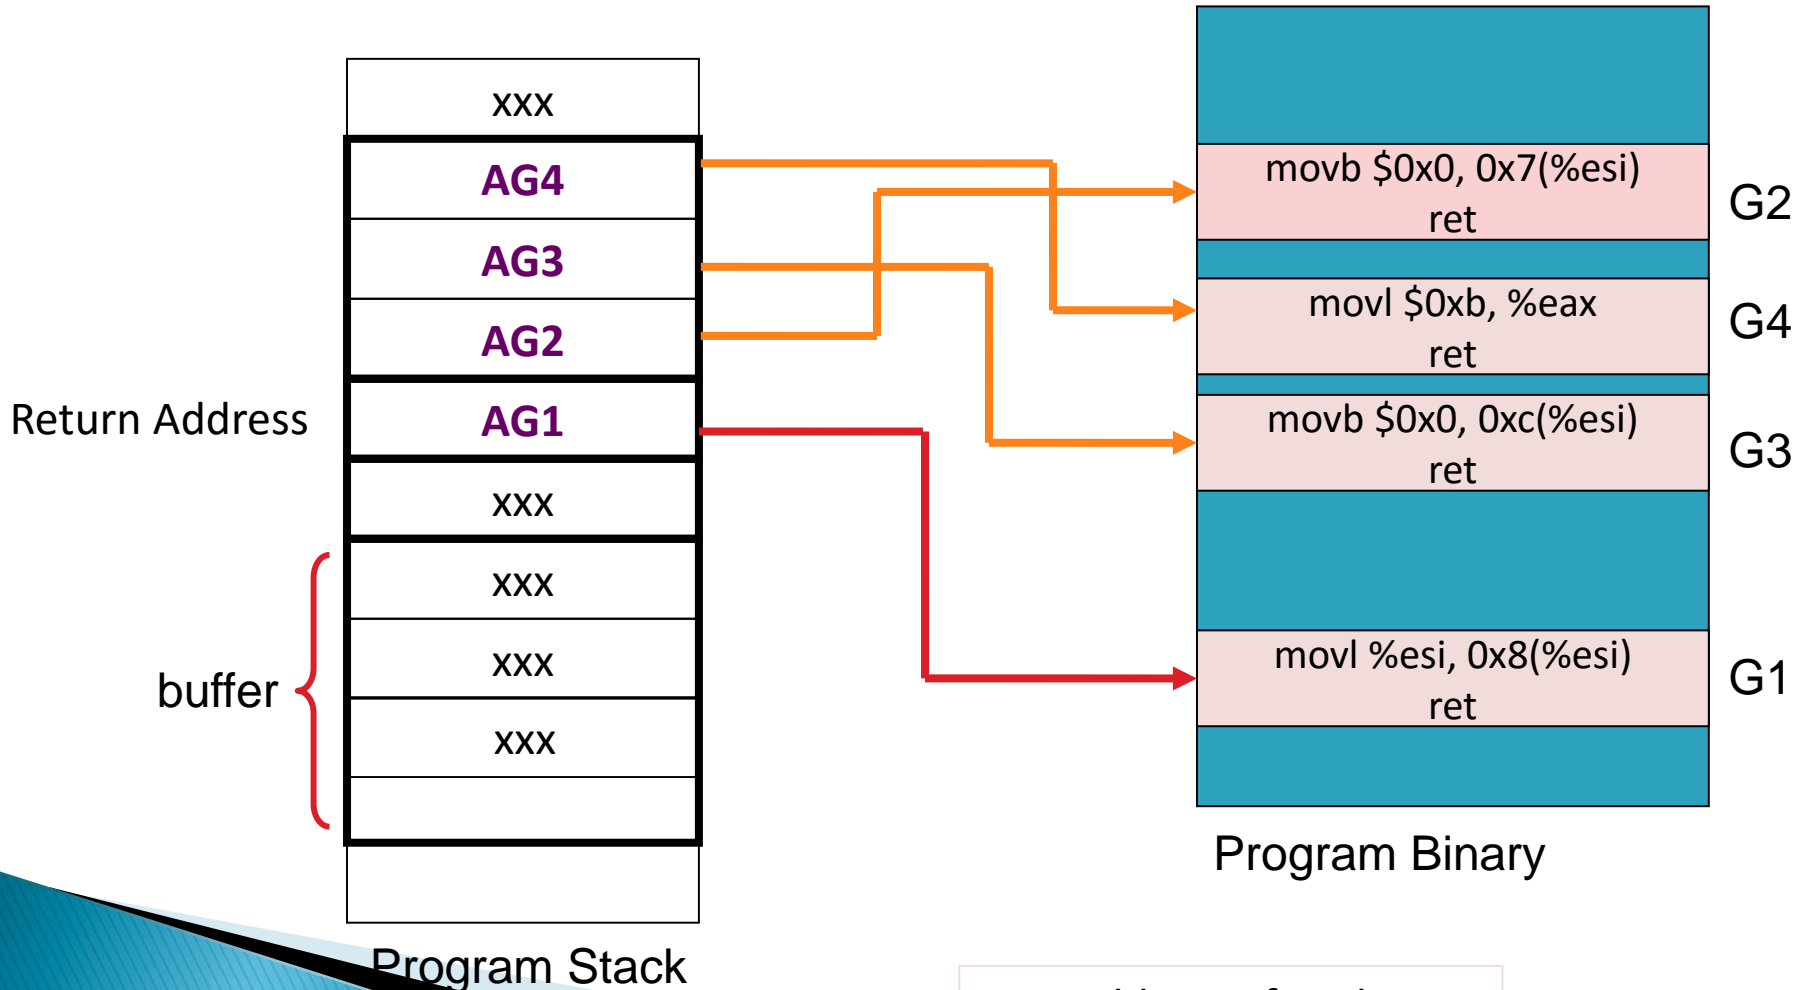 xxx
AG4
AG3
AG2
Return Address
AG1
xxx
xxx
buffer
xxx
xxx
Program Stack
movb $0x0, 0x7(%esi)
ret
G2
movl $0xb, %eax
ret
G4
movb $0x0, 0xc(%esi)
ret
G3
movl %esi, 0x8(%esi)
ret
G1
Program Binary